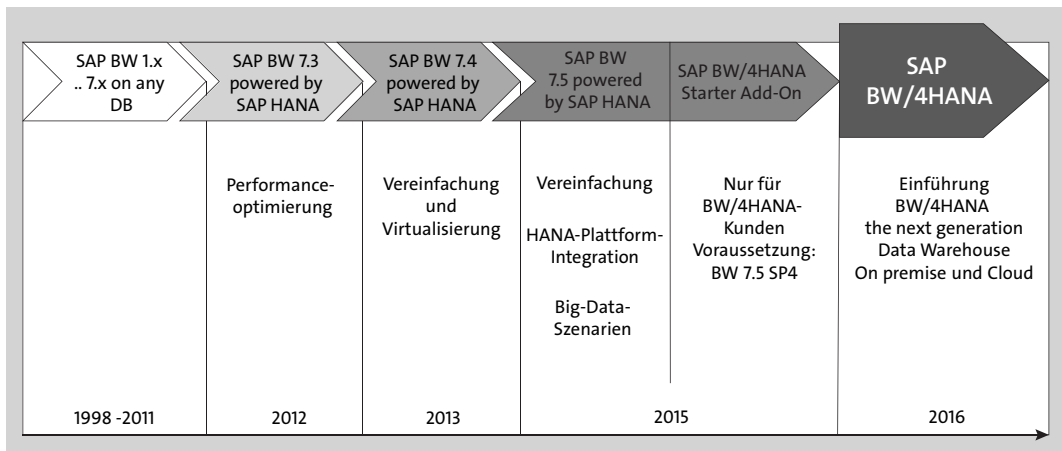 SAP BW 1.x
.. 7.x on any
DB
SAP BW 7.3
powered by
SAP HANA
SAP BW 7.4
powered by
SAP HANA
SAP BW
7.5 powered
by SAP HANA
SAP BW/4HANA
Starter Add-On
SAP
BW/4HANA
Performance-
optimierung
Vereinfachung
und
Virtualisierung
Vereinfachung
HANA-Plattform-
Integration
Big-Data-
Szenarien
Nur für
BW/4HANA-
Kunden
Voraussetzung:
BW 7.5 SP4
Einführung
BW/4HANA
the next generation
Data Warehouse
On premise und Cloud
1998 -2011
2012
2013
2015
2016